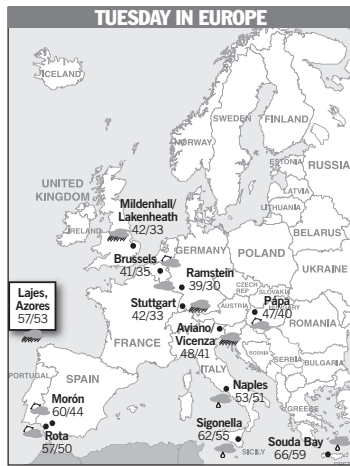 TUESDAY IN EUROPE
ICELAND
SWEDEN
FINLAND
NORWAY
ESTONIA
RUSSIA
LATVIA
LITHUANIA
UNITED
KINGDOM
Mildenhall/
Lakenheath
42/33
IRELAND
BELARUS
GERMANY
POLAND
Brussels
41/35
Ramstein
39/30
UKRAINE
CZECH
REP
SLOVAKIA
Lajes,
Azores
57/53
Stuttgart
42/33
AUSTRIA
Pápa
47/40
HUNGARY
ROMANIA
FRANCE
Aviano/
Vicenza
48/41
BOSNIA
SERBIA
BULGARIA
ITALY
PORTUGAL
SPAIN
Morón
60/44
Naples
53/51
GREECE
Rota
57/50
Sigonella
62/55
SICILY
Souda Bay
66/59